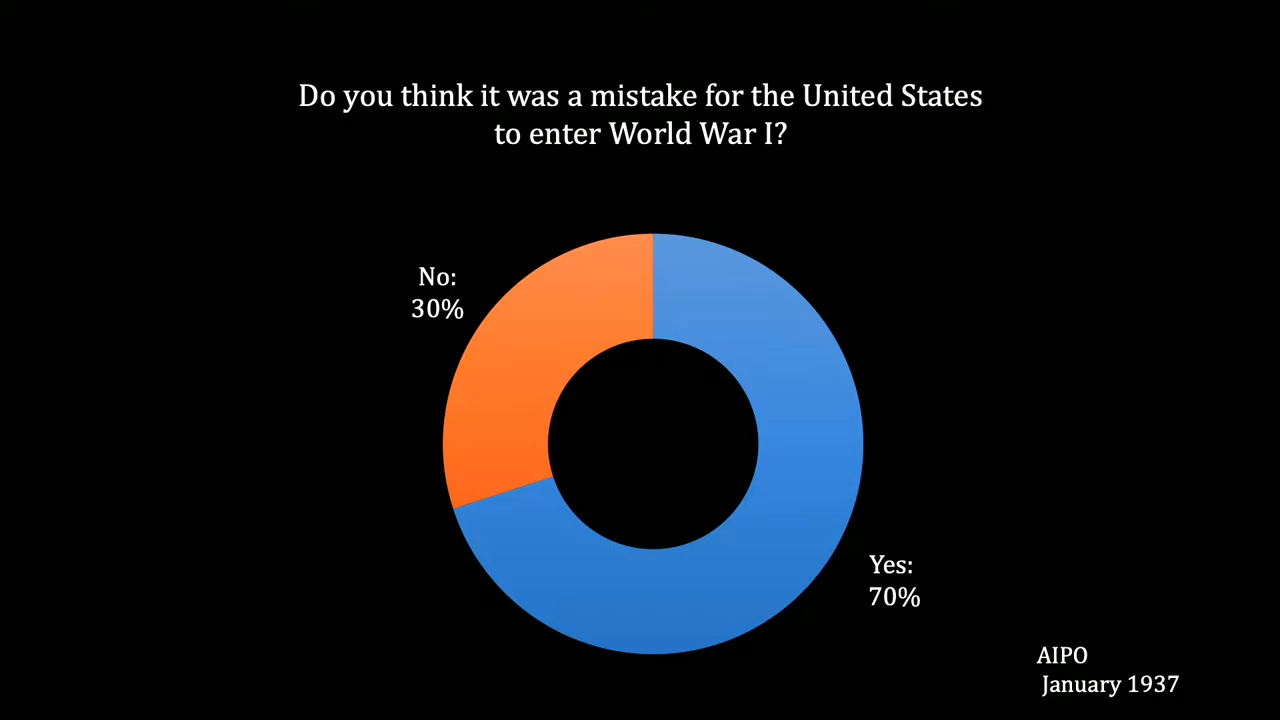 Do you think it was a mistake for the United States
to enter World War I?
No:
30%
Yes:
70%
AIPO
January 1937